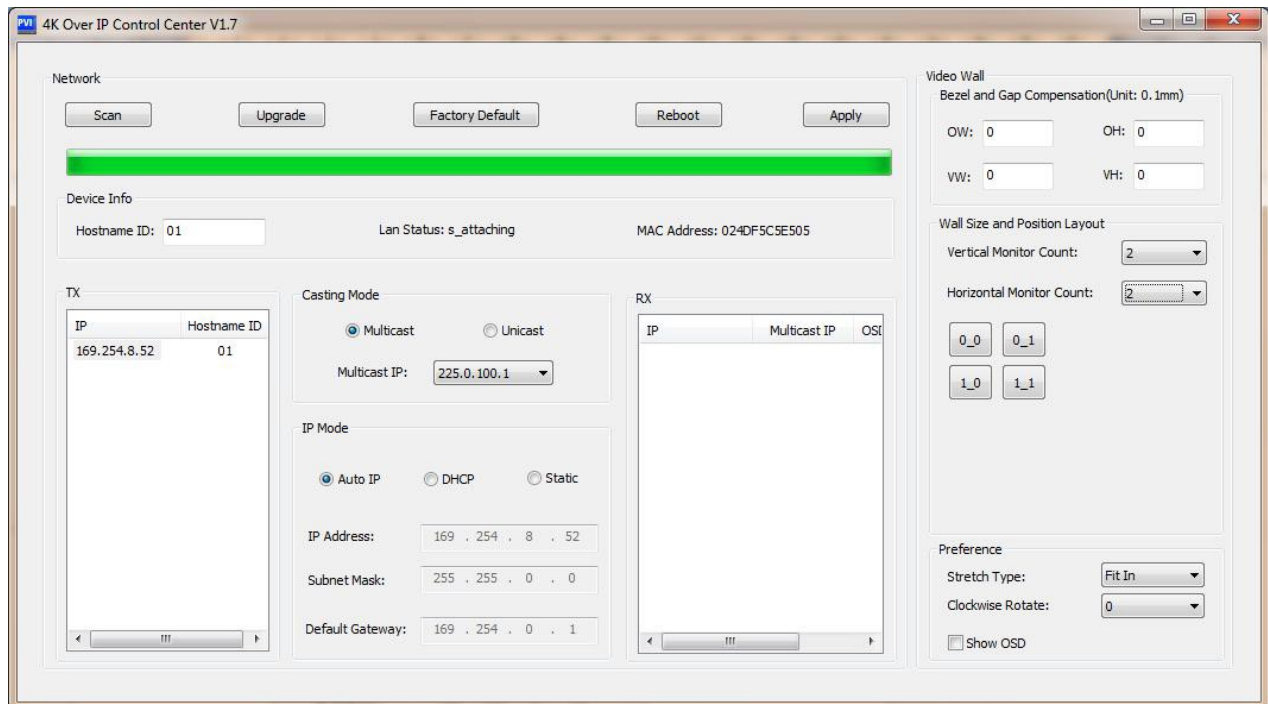 PVI 4K Over IP Control Center V1.7
Network
Scan Upgrade Factory Default Reboot Apply
Device Info
Hostname ID: 01 Lan Status: s_attaching MAC Address: 024DF5C5E505
TX
IP Hostname ID
169.254.8.52 01
Casting Mode
Multicast Unicast
Multicast IP: 225.0.100.1
IP Mode
Auto IP DHCP Static
IP Address: 169 . 254 . 8 . 52
Subnet Mask: 255 . 255 . 0 . 0
Default Gateway: 169 . 254 . 0 . 1
RX
IP Multicast IP OSD
Video Wall
Bezel and Gap Compensation(Unit: 0.1mm)
OW: 0 OH: 0
VW: 0 VH: 0
Wall Size and Position Layout
Vertical Monitor Count: 2
Horizontal Monitor Count: 2
0_0 0_1
1_0 1_1
Preference
Stretch Type: Fit In
Clockwise Rotate: 0
Show OSD